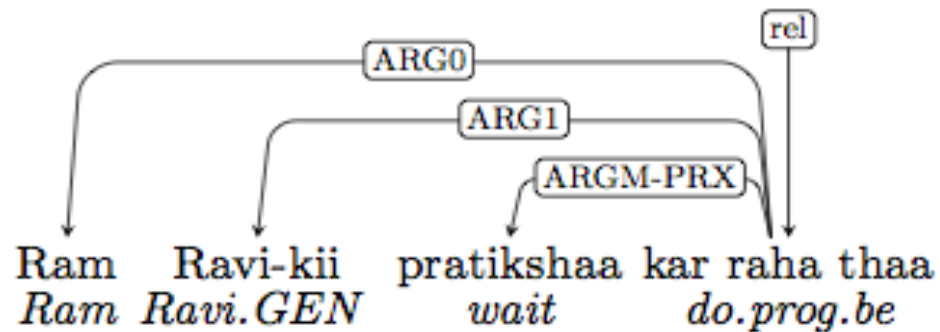 rel
ARG0
ARG1
ARGM-PRX
Ram Ravi-kii pratikshaa kar raha thaa
Ram Ravi.GEN wait do.prog.be